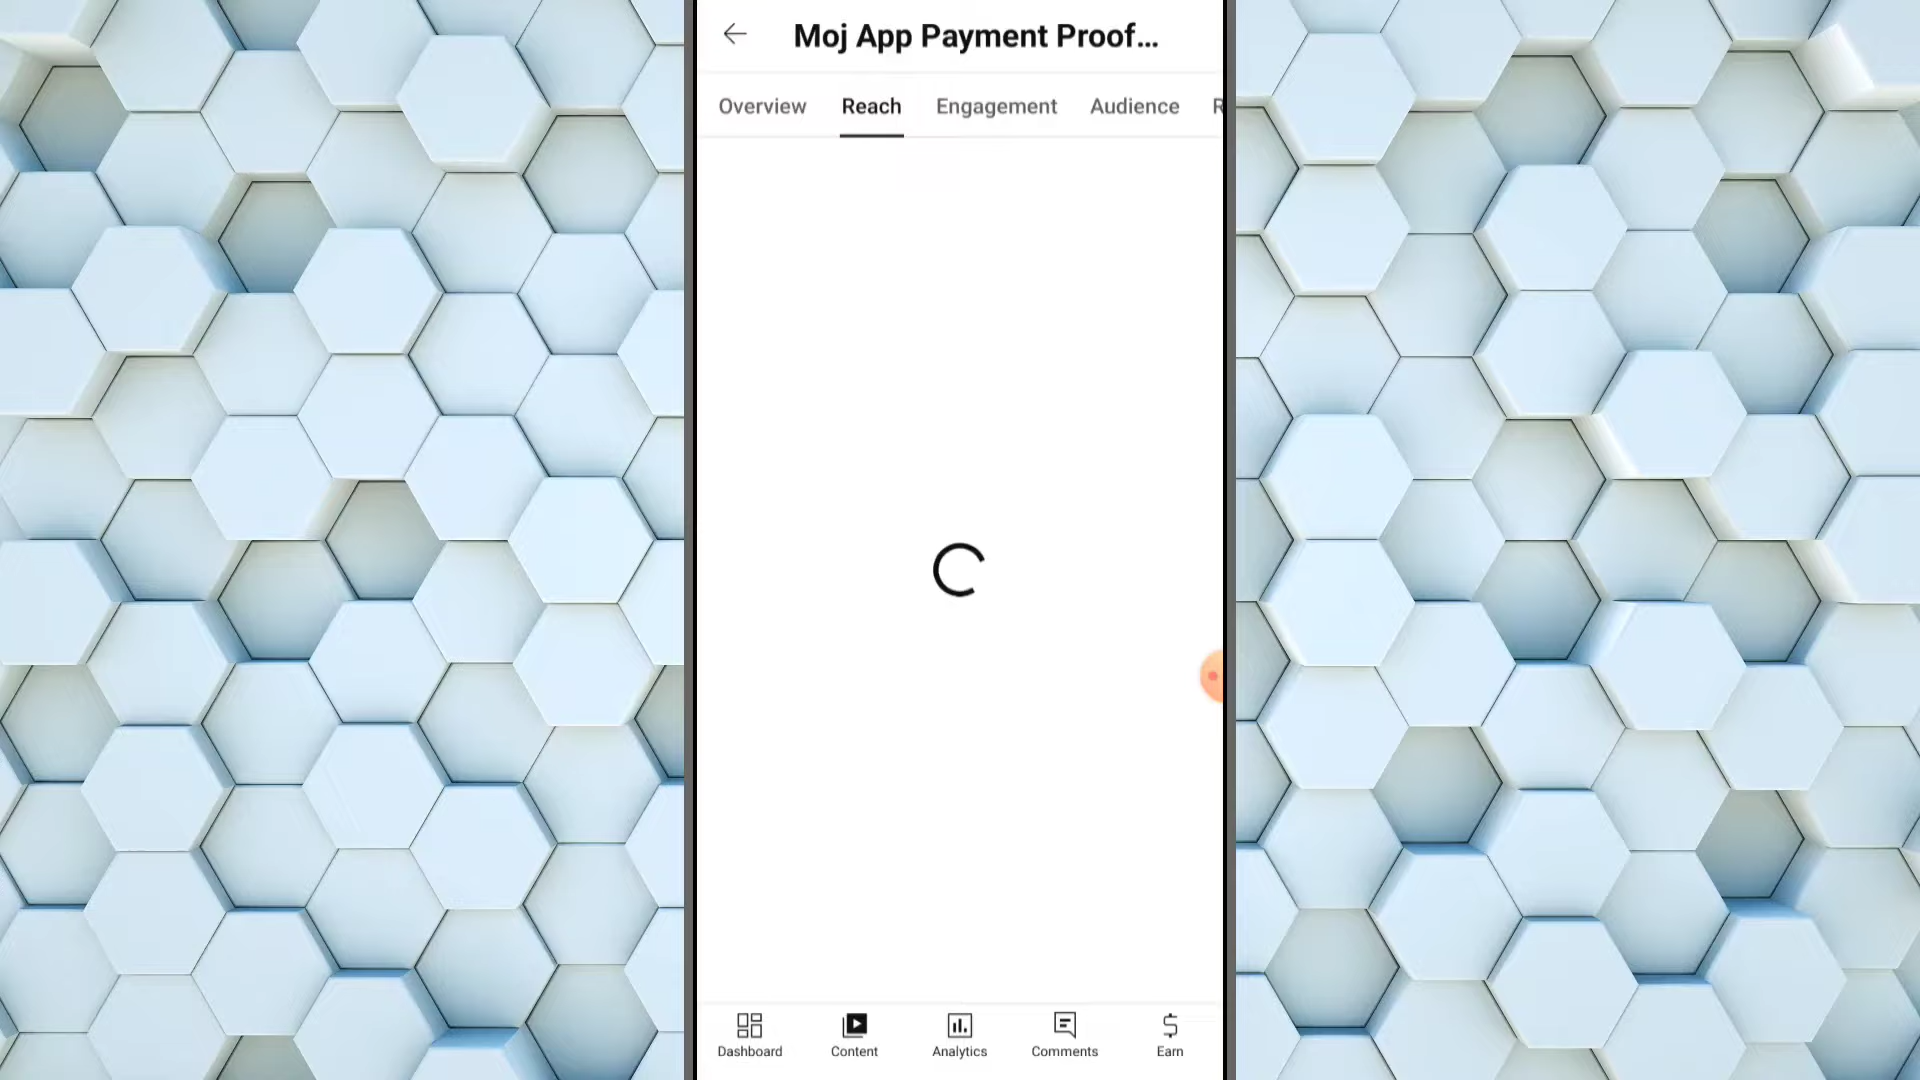 Moj App Payment Proof...
Overview Reach Engagement Audience R
Dashboard Content Analytics Comments Earn